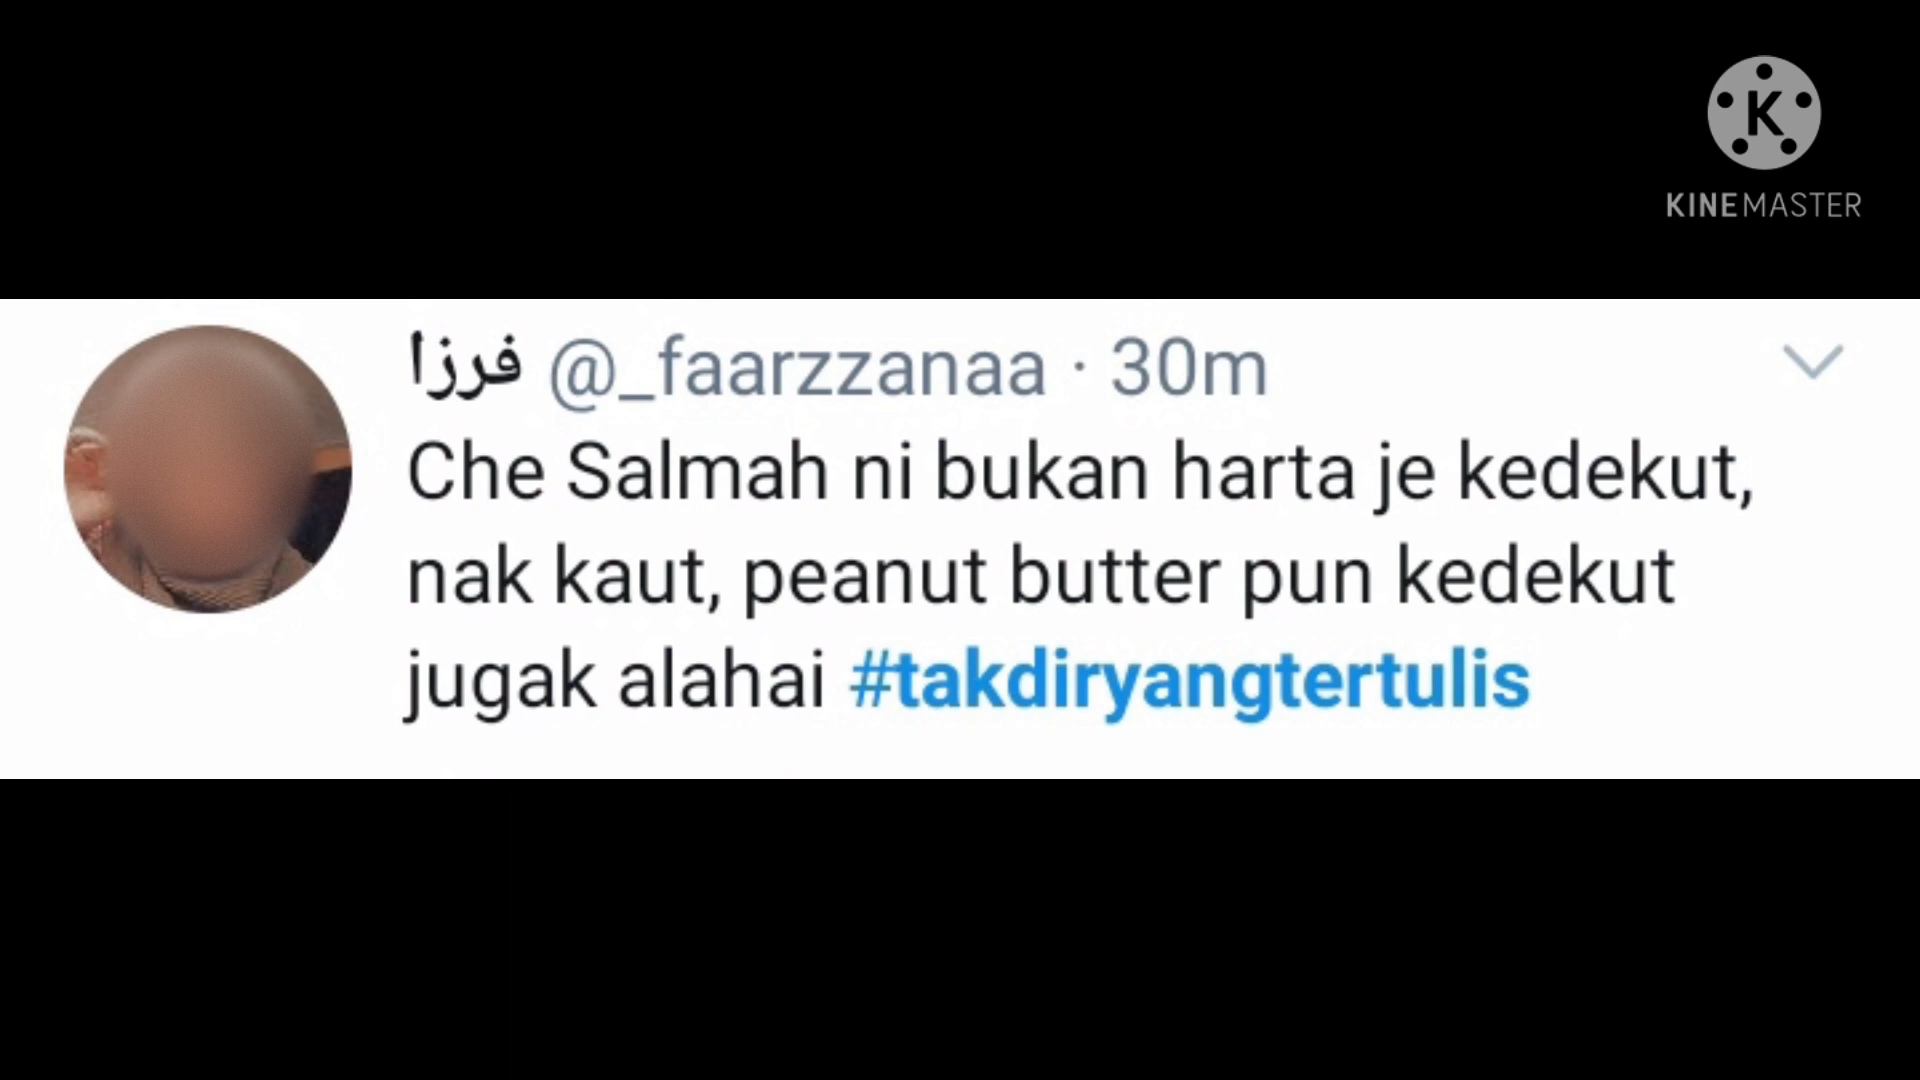 K
KINEMASTER
فرزا @_faarzzanaa · 30m
Che Salmah ni bukan harta je kedekut,
nak kaut, peanut butter pun kedekut
jugak alahai #takdiryangtertulis